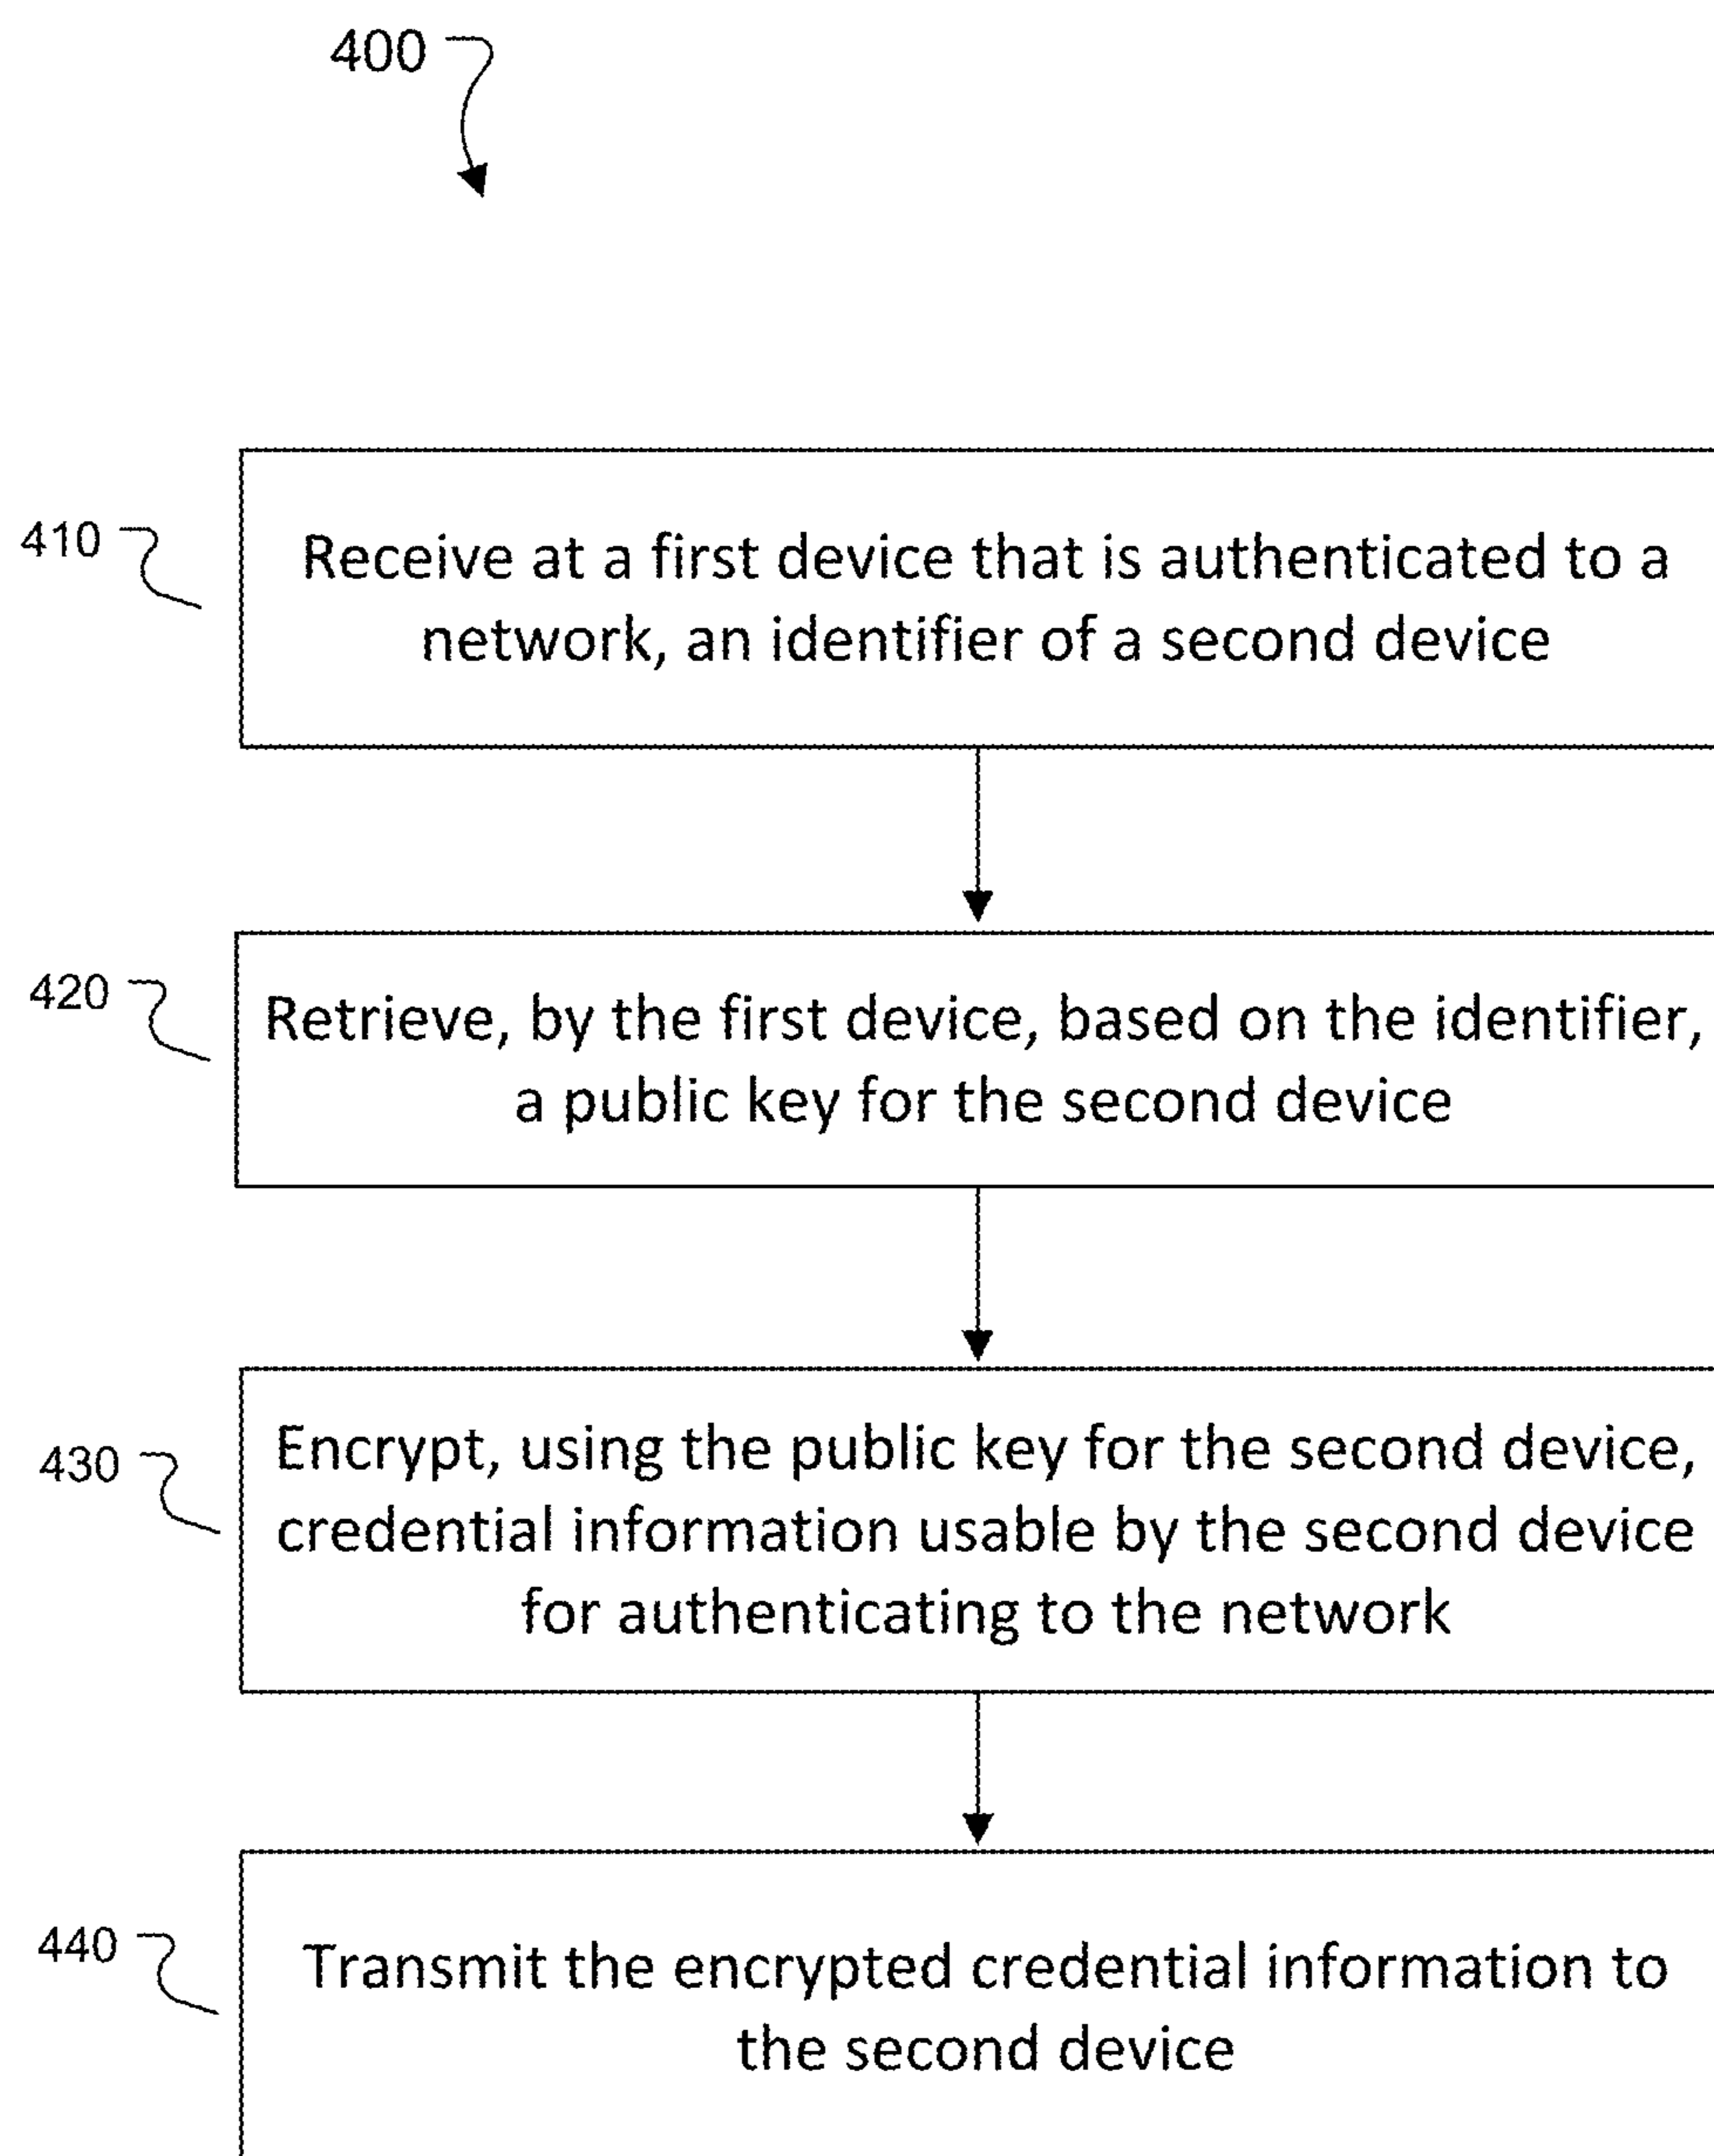 400
410
Receive at a first device that is authenticated to a
network, an identifier of a second device
420
Retrieve, by the first device, based on the identifier,
a public key for the second device
430
Encrypt, using the public key for the second device,
credential information usable by the second device
for authenticating to the network
440
Transmit the encrypted credential information to
the second device